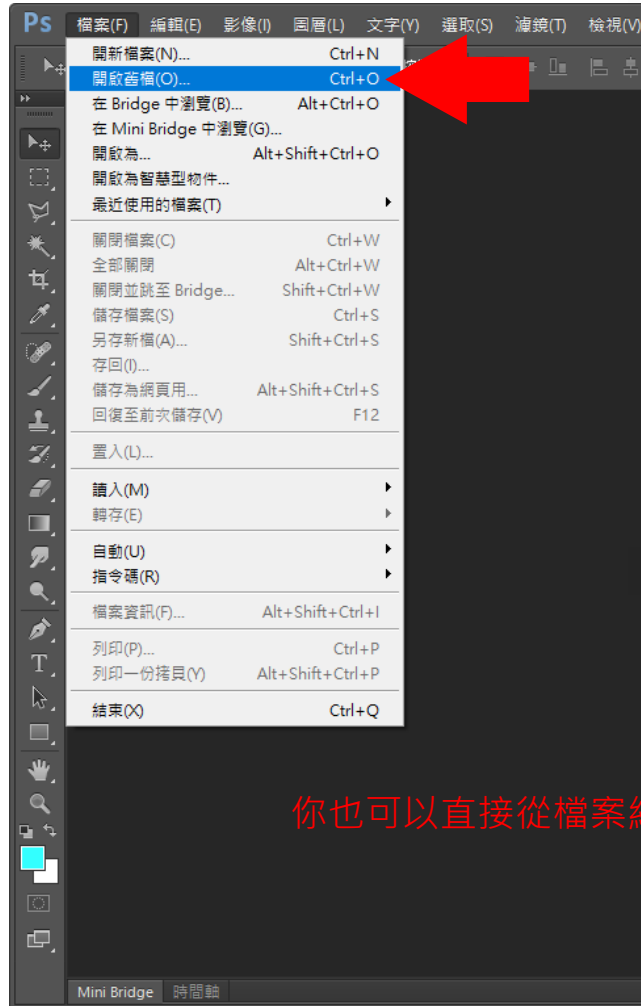 Ps 檔案(F) 編輯(E) 影像(I) 圖層(L) 文字(Y) 選取(S) 濾鏡(T) 檢視(V)
開新檔案(N)... Ctrl+N
開啟舊檔(O)... Ctrl+O
在 Bridge 中瀏覽(B)... Alt+Ctrl+O
在 Mini Bridge 中瀏覽(G)...
開啟為... Alt+Shift+Ctrl+O
開啟為智慧型物件...
最近使用的檔案(T)
關閉檔案(C) Ctrl+W
全部關閉 Alt+Ctrl+W
關閉並跳至 Bridge... Shift+Ctrl+W
儲存檔案(S) Ctrl+S
另存新檔(A)... Shift+Ctrl+S
存回(I)...
儲存為網頁用... Alt+Shift+Ctrl+S
回復至前次儲存(V) F12
置入(L)...
讀入(M)
轉存(E)
自動(U)
指令碼(R)
檔案資訊(F)... Alt+Shift+Ctrl+I
列印(P)... Ctrl+P
列印一份拷貝(Y) Alt+Shift+Ctrl+P
結束(X) Ctrl+Q
你也可以直接從檔案
Mini Bridge 時間軸